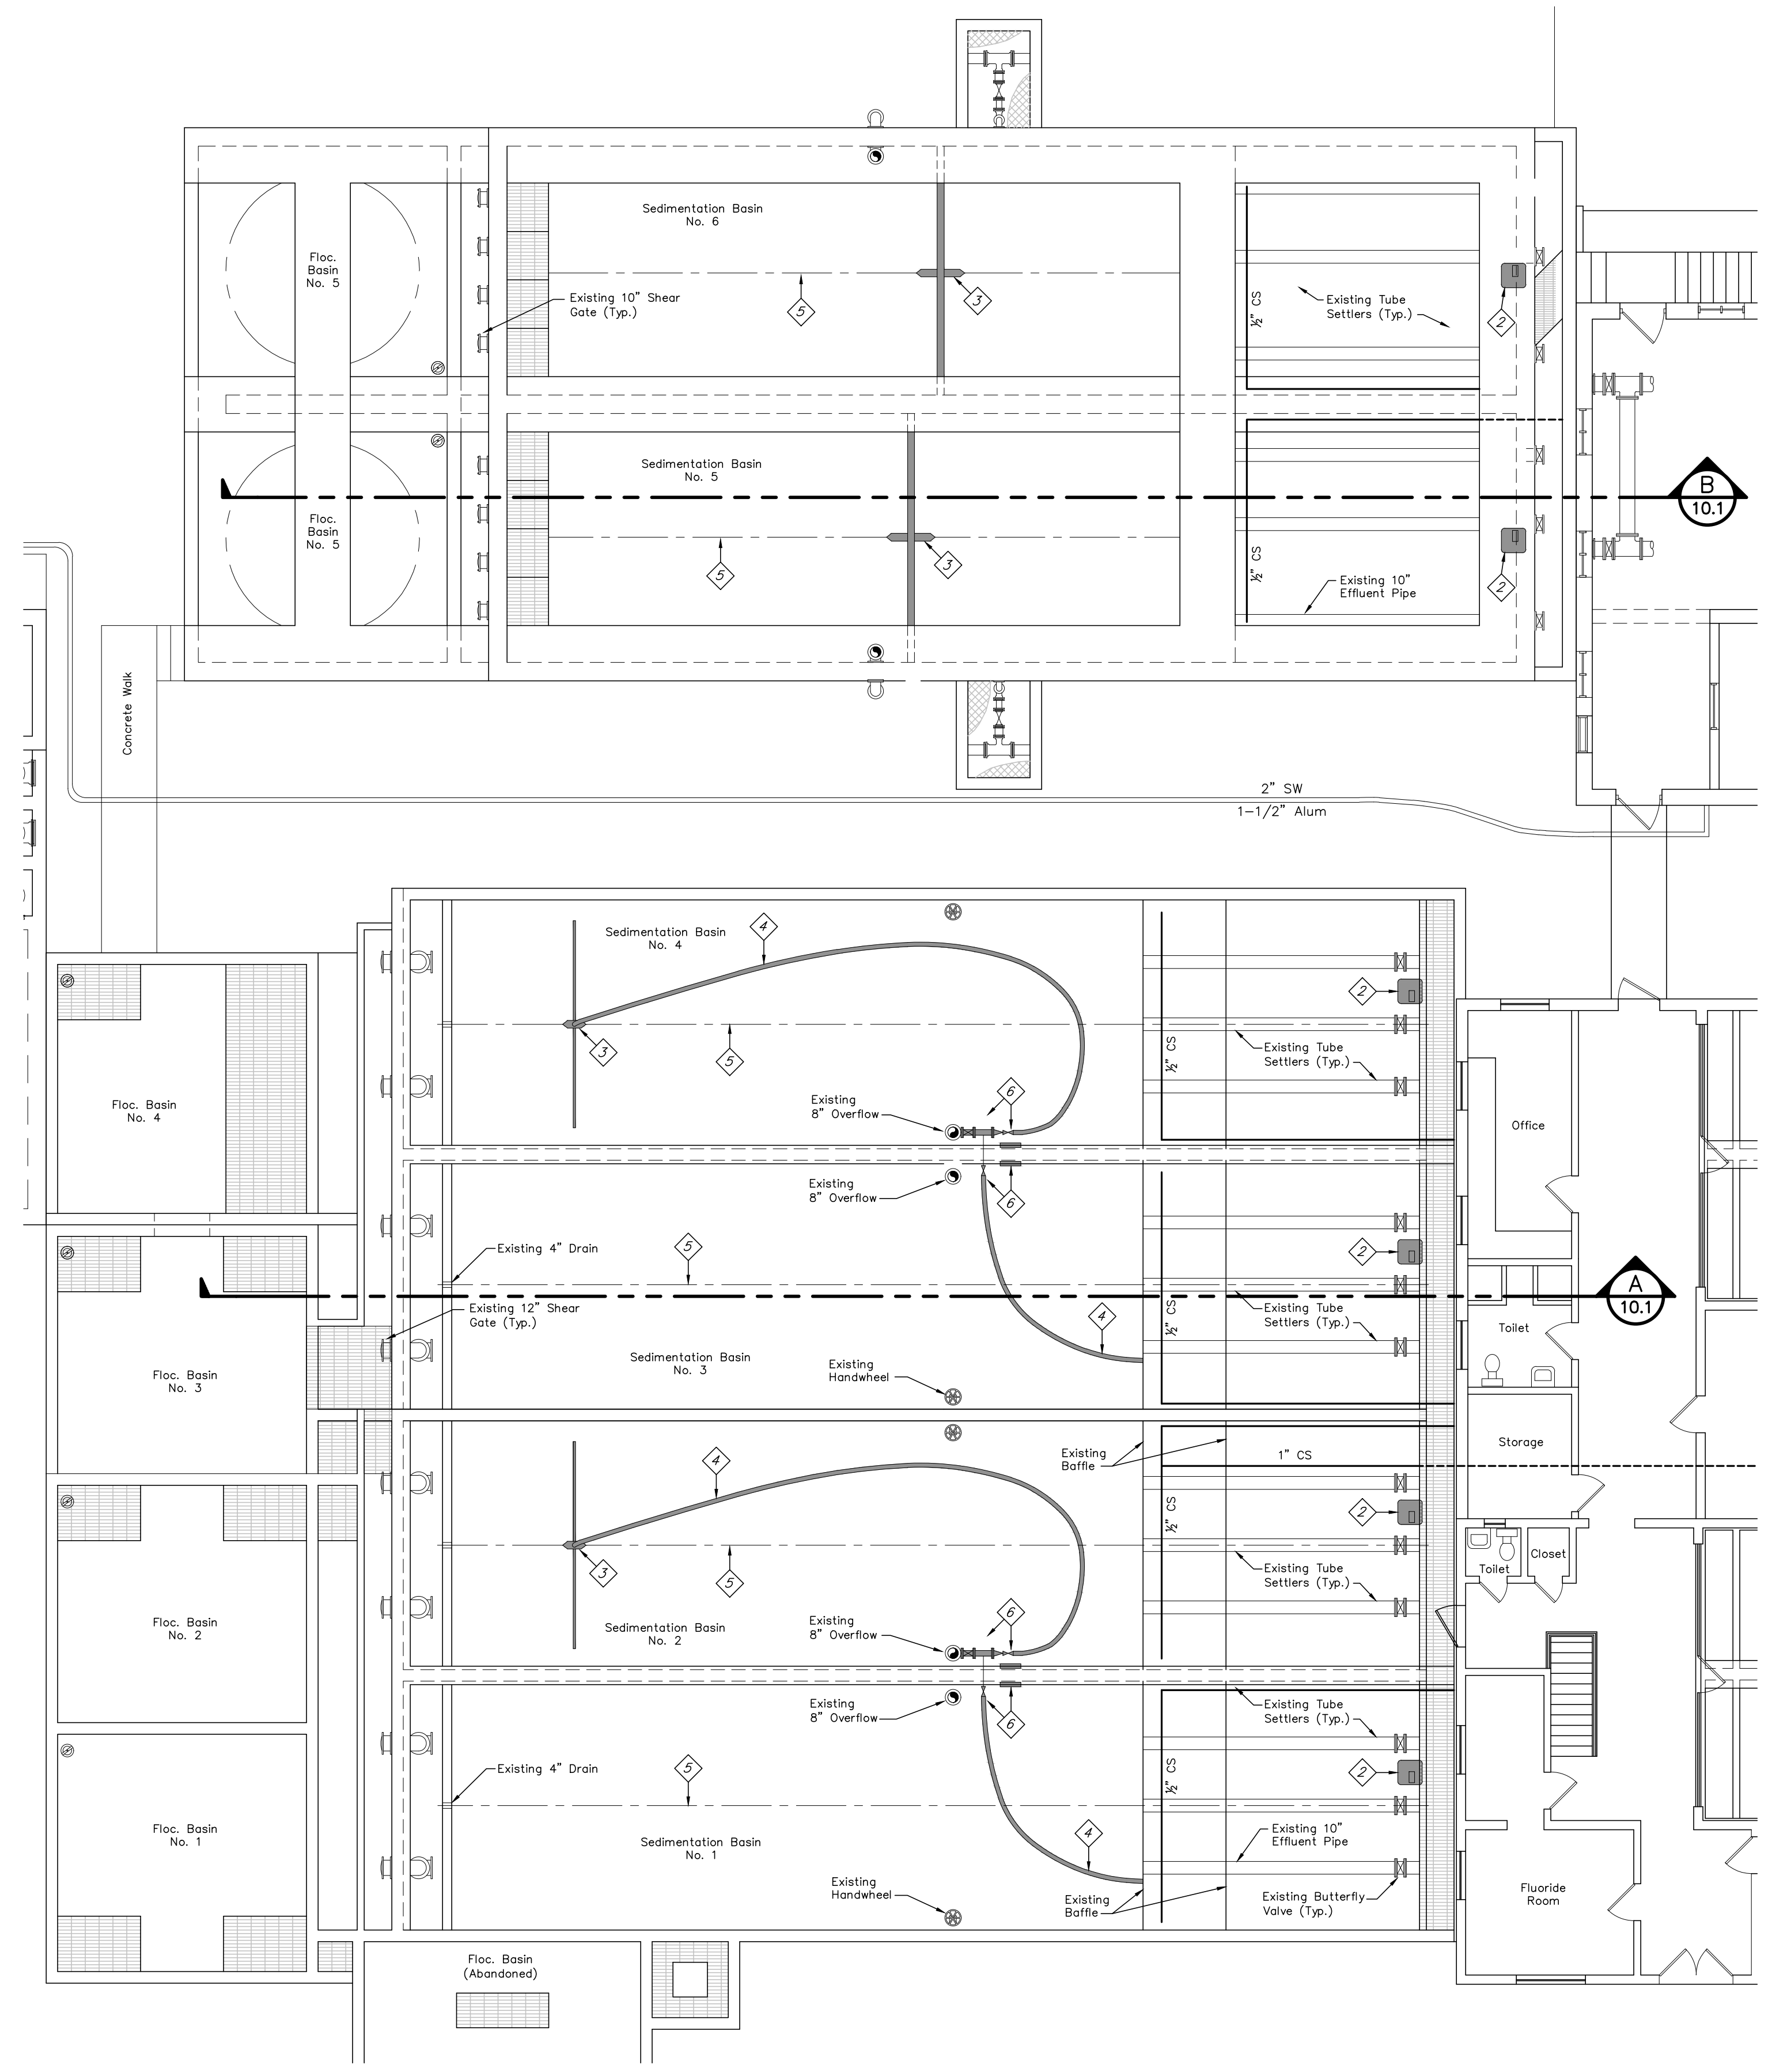 Sedimentation Basin
No. 6
Floc.
Basin
No. 5
Existing 10” Shear
Gate (Typ.)
5
3
½” CS
Existing Tube
Settlers (Typ.)
2
Sedimentation Basin
No. 5
Floc.
Basin
No. 5
5
3
½” CS
Existing 10”
Effluent Pipe
2
B
10.1
Concrete Walk
2” SW
1-1/2” Alum
Sedimentation Basin
No. 4
4
3
5
½” CS
2
Existing Tube
Settlers (Typ.)
Existing
8” Overflow
6
Floc. Basin
No. 4
Office
Existing
8” Overflow
6
Existing 4” Drain
5
2
Existing 12” Shear
Gate (Typ.)
4
½” CS
Existing Tube
Settlers (Typ.)
A
10.1
Toilet
Floc. Basin
No. 3
Sedimentation Basin
No. 3
Existing
Handwheel
4
Existing
Baffle
1” CS
Storage
½” CS
2
3
5
Existing Tube
Settlers (Typ.)
Toilet
Closet
Floc. Basin
No. 2
Sedimentation Basin
No. 2
Existing
8” Overflow
6
Existing
8” Overflow
6
Existing Tube
Settlers (Typ.)
Existing 4” Drain
5
½” CS
2
Floc. Basin
No. 1
Sedimentation Basin
No. 1
4
Existing 10”
Effluent Pipe
Existing
Handwheel
Existing
Baffle
Existing Butterfly
Valve (Typ.)
Fluoride
Room
Floc. Basin
(Abandoned)